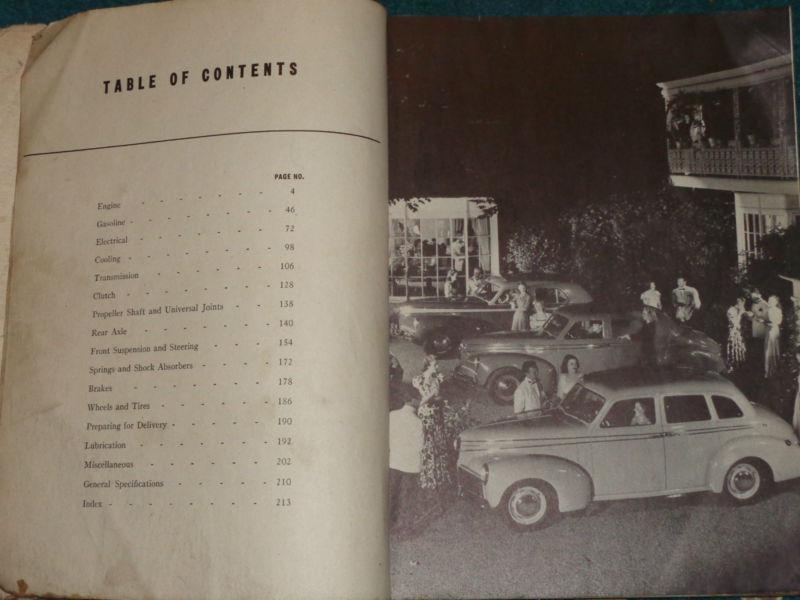 TABLE OF CONTENTS
PAGE NO.
Engine - - - - - - - 4
Gasoline - - - - - - - - 46
Electrical - - - - - - - 72
Cooling - - - - - - - - 98
Transmission - - - - - - 106
Clutch - - - - - - - - 128
Propeller Shaft and Universal Joints - - 138
Rear Axle - - - - - - - 140
Front Suspension and Steering - - - 154
Springs and Shock Absorbers - - - - 172
Brakes - - - - - - - 178
Wheels and Tires - - - - - - 186
Preparing for Delivery - - - - - 190
Lubrication - - - - - - - 192
Miscellaneous - - - - - - 202
General Specifications - - - - - 210
Index - - - - - - - - 213